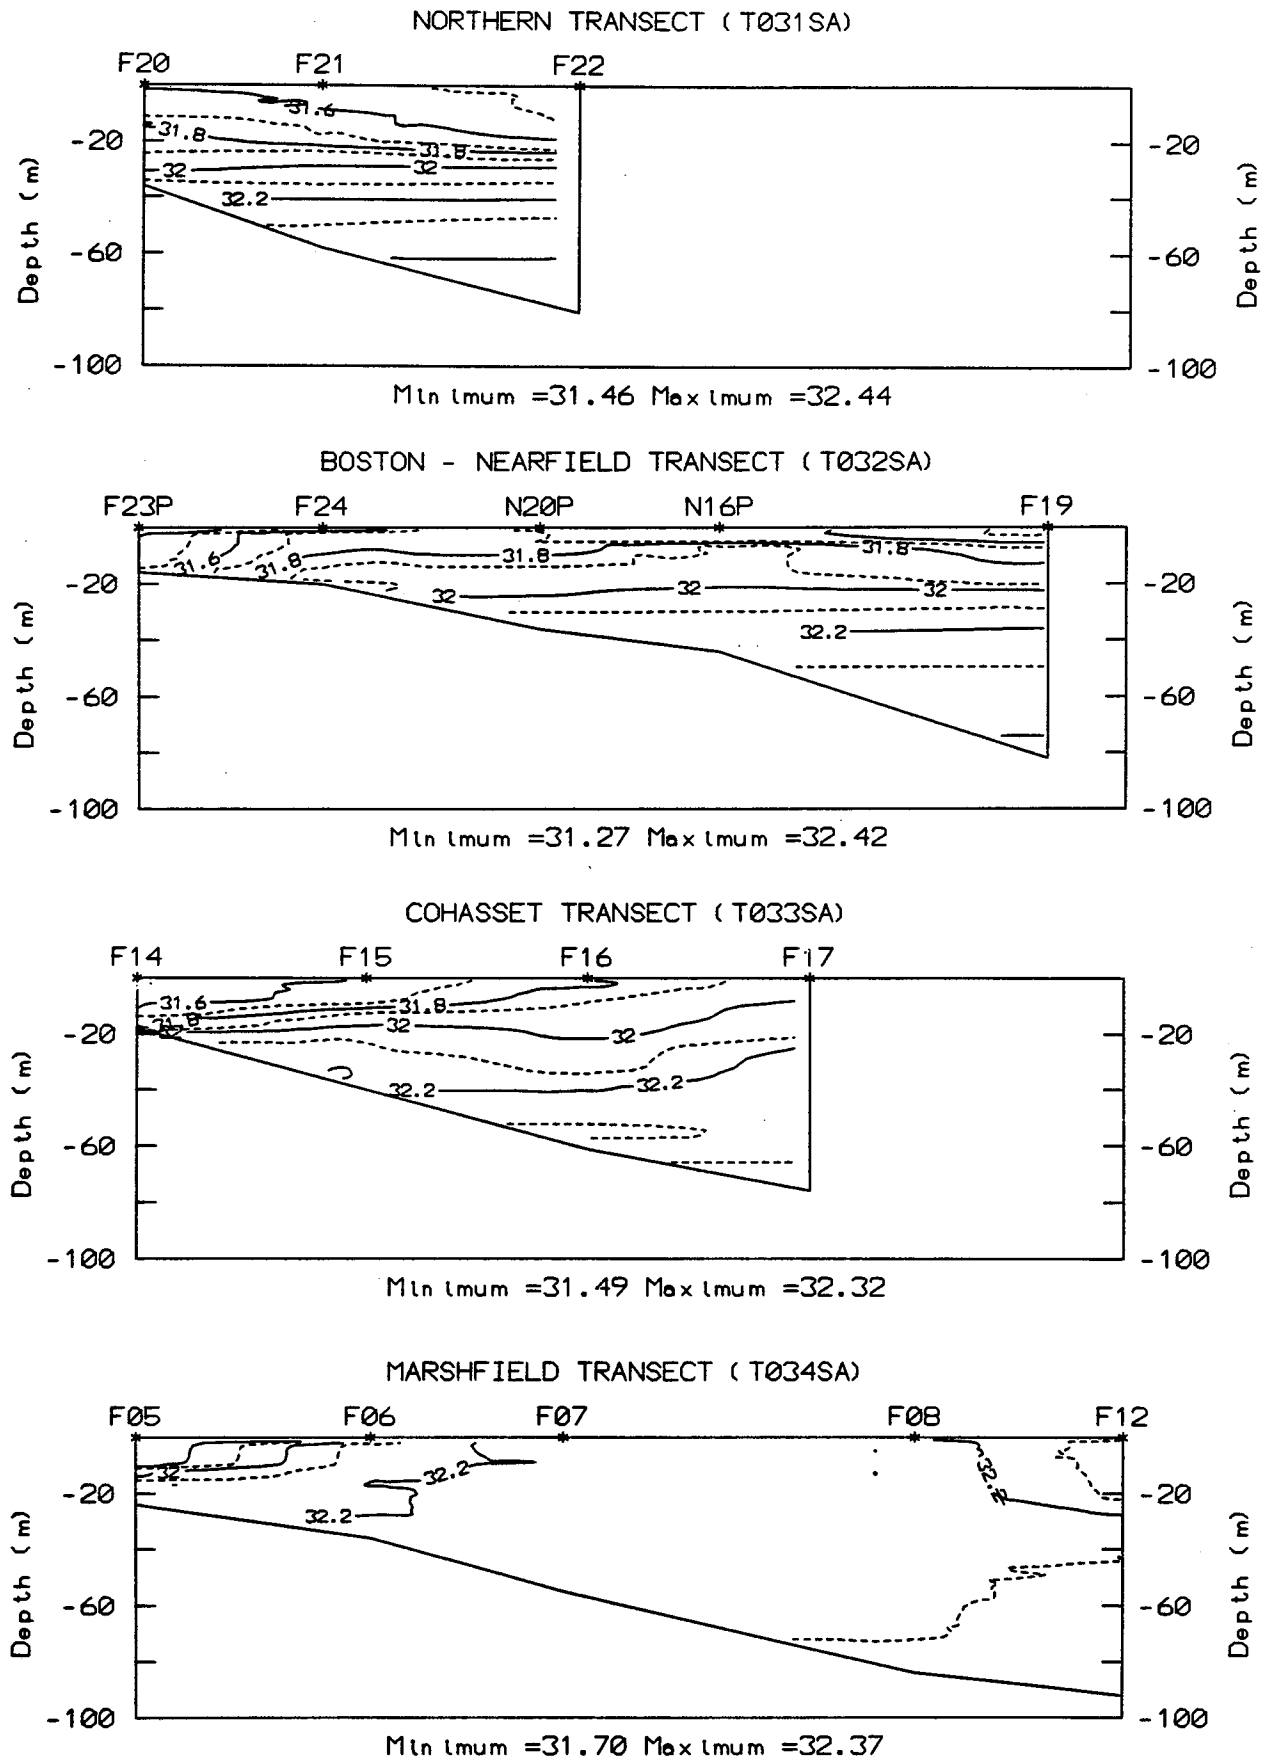 NORTHERN TRANSECT (T031SA)
F20 F21 F22
31.6
31.8
31.8
32
32.2
-20 -20
-60 -60
-100 -100
Depth (m) Depth (m)
Minimum =31.46 Maximum =32.44
BOSTON - NEARFIELD TRANSECT (T032SA)
F23P F24 N20P N16P F19
31.6 31.8 31.8 31.8
32 32 32
32.2
-20 -20
-60 -60
-100 -100
Depth (m) Depth (m)
Minimum =31.27 Maximum =32.42
COHASSET TRANSECT (T033SA)
F14 F15 F16 F17
31.6 31.8
31.8
32 32 32
32.2 32.2
-20 -20
-60 -60
-100 -100
Depth (m) Depth (m)
Minimum =31.49 Maximum =32.32
MARSHFIELD TRANSECT (T034SA)
F05 F06 F07 F08 F12
32 32.2 32.2
32.2
-20 -20
-60 -60
-100 -100
Depth (m) Depth (m)
Minimum =31.70 Maximum =32.37